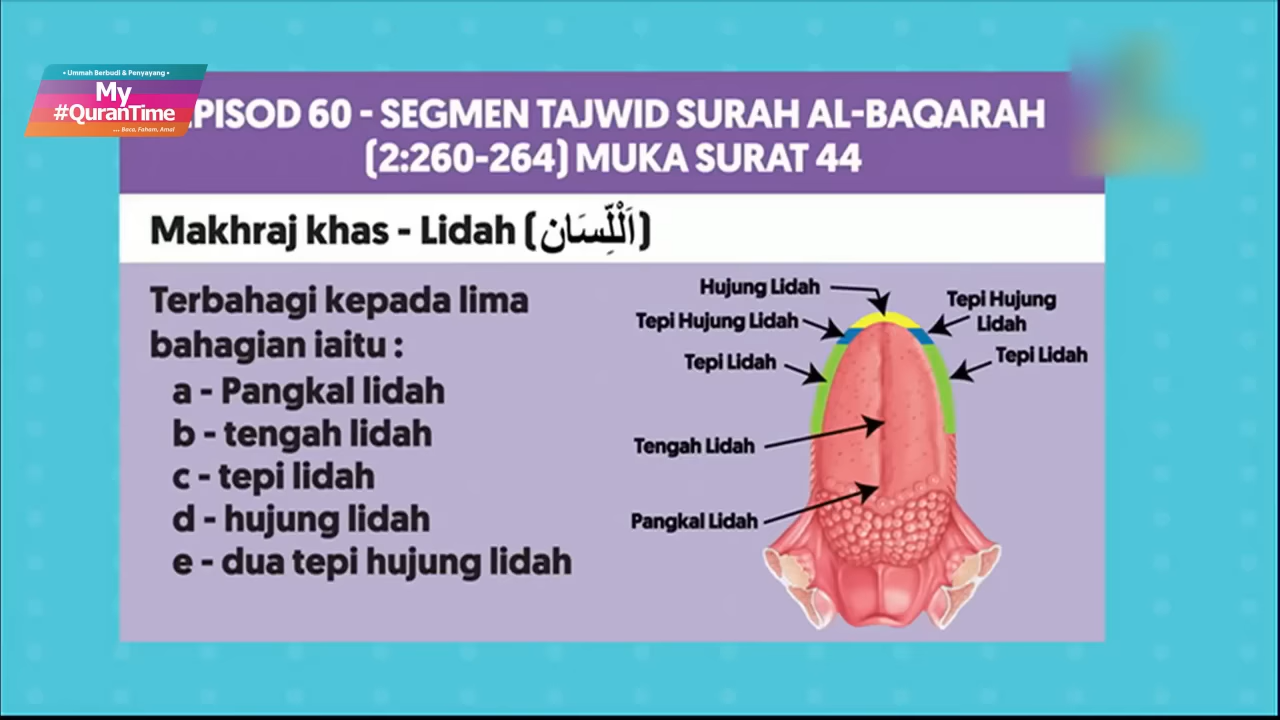 • Ummah Berbudi & Penyayang •
My
#QuranTime
... Baca, Faham, Amal
PISOD 60 - SEGMEN TAJWID SURAH AL-BAQARAH
(2:260-264) MUKA SURAT 44
Makhraj khas - Lidah (اَللِّسَان)
Terbahagi kepada lima
bahagian iaitu :
a - Pangkal lidah
b - tengah lidah
c - tepi lidah
d - hujung lidah
e - dua tepi hujung lidah
Hujung Lidah
Tepi Hujung Lidah
Tepi Hujung
Lidah
Tepi Lidah
Tepi Lidah
Tengah Lidah
Pangkal Lidah